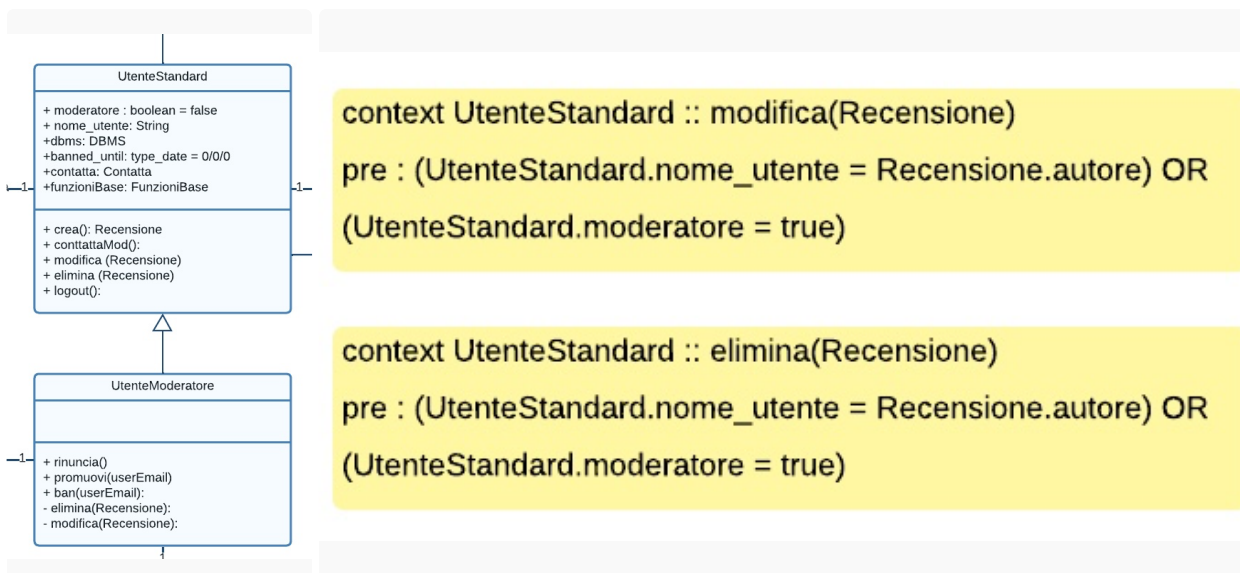 UtenteStandard
+ moderatore : boolean = false
+ nome_utente: String
+dbms: DBMS
+banned_until: type_date = 0/0/0
+contatta: Contatta
+funzioniBase: FunzioniBase
1
1
+ crea(): Recensione
+ conttattaMod():
+ modifica (Recensione)
+ elimina (Recensione)
+ logout():
UtenteModeratore
1
+ rinuncia()
+ promuovi(userEmail)
+ ban(userEmail):
- elimina(Recensione):
- modifica(Recensione):
context UtenteStandard :: modifica(Recensione)
pre : (UtenteStandard.nome_utente = Recensione.autore) OR
(UtenteStandard.moderatore = true)
context UtenteStandard :: elimina(Recensione)
pre : (UtenteStandard.nome_utente = Recensione.autore) OR
(UtenteStandard.moderatore = true)